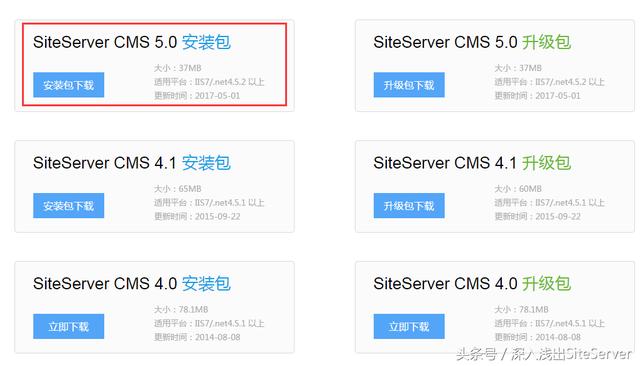 SiteServer CMS 5.0 安装包
大小：37MB
安装包下载
适用平台：IIS7/.net4.5.2 以上
更新时间：2017-05-01
SiteServer CMS 5.0 升级包
大小：37MB
升级包下载
适用平台：IIS7/.net4.5.2 以上
更新时间：2017-05-01
SiteServer CMS 4.1 安装包
大小：65MB
安装包下载
适用平台：IIS7/.net4.5.1 以上
更新时间：2015-09-22
SiteServer CMS 4.1 升级包
大小：60MB
升级包下载
适用平台：IIS7/.net4.5.1 以上
更新时间：2015-09-22
SiteServer CMS 4.0 安装包
大小：78.1MB
立即下载
适用平台：IIS7/.net4.5.1 以上
更新时间：2014-08-08
SiteServer CMS 4.0 升级包
大小：78.1MB
立即下载
适用平台：IIS7/.net4.5.1 以上
更新时间：2014-08-08
头条号 / 深入浅出SiteServer